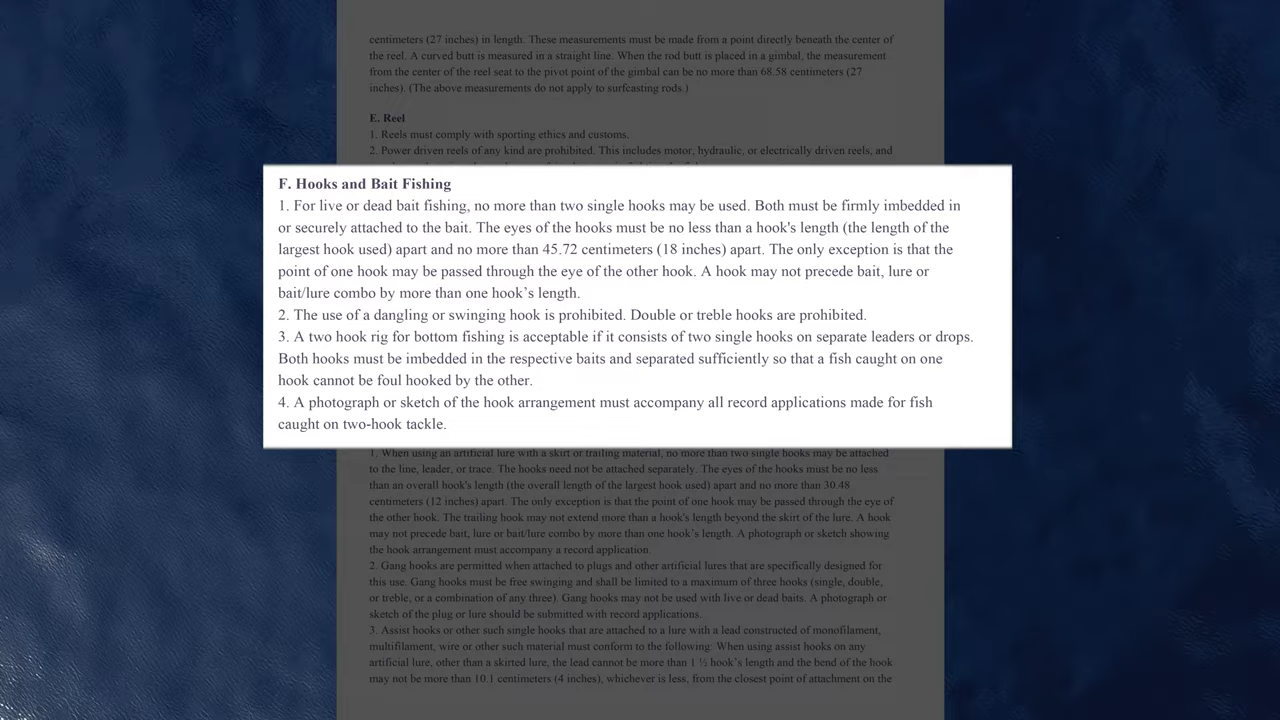 centimeters (27 inches) in length. These measurements must be made from a point directly beneath the center of
the reel. A curved butt is measured in a straight line. When the rod butt is placed in a gimbal, the measurement
from the center of the reel seat to the pivot point of the gimbal can be no more than 68.58 centimeters (27
inches). (The above measurements do not apply to surfcasting rods.)
E. Reel
1. Reels must comply with sporting ethics and customs.
2. Power driven reels of any kind are prohibited. This includes motor, hydraulic, or electrically driven reels, and
F. Hooks and Bait Fishing
1. For live or dead bait fishing, no more than two single hooks may be used. Both must be firmly imbedded in
or securely attached to the bait. The eyes of the hooks must be no less than a hook's length (the length of the
largest hook used) apart and no more than 45.72 centimeters (18 inches) apart. The only exception is that the
point of one hook may be passed through the eye of the other hook. A hook may not precede bait, lure or
bait/lure combo by more than one hook’s length.
2. The use of a dangling or swinging hook is prohibited. Double or treble hooks are prohibited.
3. A two hook rig for bottom fishing is acceptable if it consists of two single hooks on separate leaders or drops.
Both hooks must be imbedded in the respective baits and separated sufficiently so that a fish caught on one
hook cannot be foul hooked by the other.
4. A photograph or sketch of the hook arrangement must accompany all record applications made for fish
caught on two-hook tackle.
1. When using an artificial lure with a skirt or trailing material, no more than two single hooks may be attached
to the line, leader, or trace. The hooks need not be attached separately. The eyes of the hooks must be no less
than an overall hook's length (the overall length of the largest hook used) apart and no more than 30.48
centimeters (12 inches) apart. The only exception is that the point of one hook may be passed through the eye of
the other hook. The trailing hook may not extend more than a hook's length beyond the skirt of the lure. A hook
may not precede bait, lure or bait/lure combo by more than one hook’s length. A photograph or sketch showing
the hook arrangement must accompany a record application.
2. Gang hooks are permitted when attached to plugs and other artificial lures that are specifically designed for
this use. Gang hooks must be free swinging and shall be limited to a maximum of three hooks (single, double,
or treble, or a combination of any three). Gang hooks may not be used with live or dead baits. A photograph or
sketch of the plug or lure should be submitted with record applications.
3. Assist hooks or other such single hooks that are attached to a lure with a lead constructed of monofilament,
multifilament, wire or other such material must conform to the following: When using assist hooks on any
artificial lure, other than a skirted lure, the lead cannot be more than 1 ½ hook’s length and the bend of the hook
may not be more than 10.1 centimeters (4 inches), whichever is less, from the closest point of attachment on the